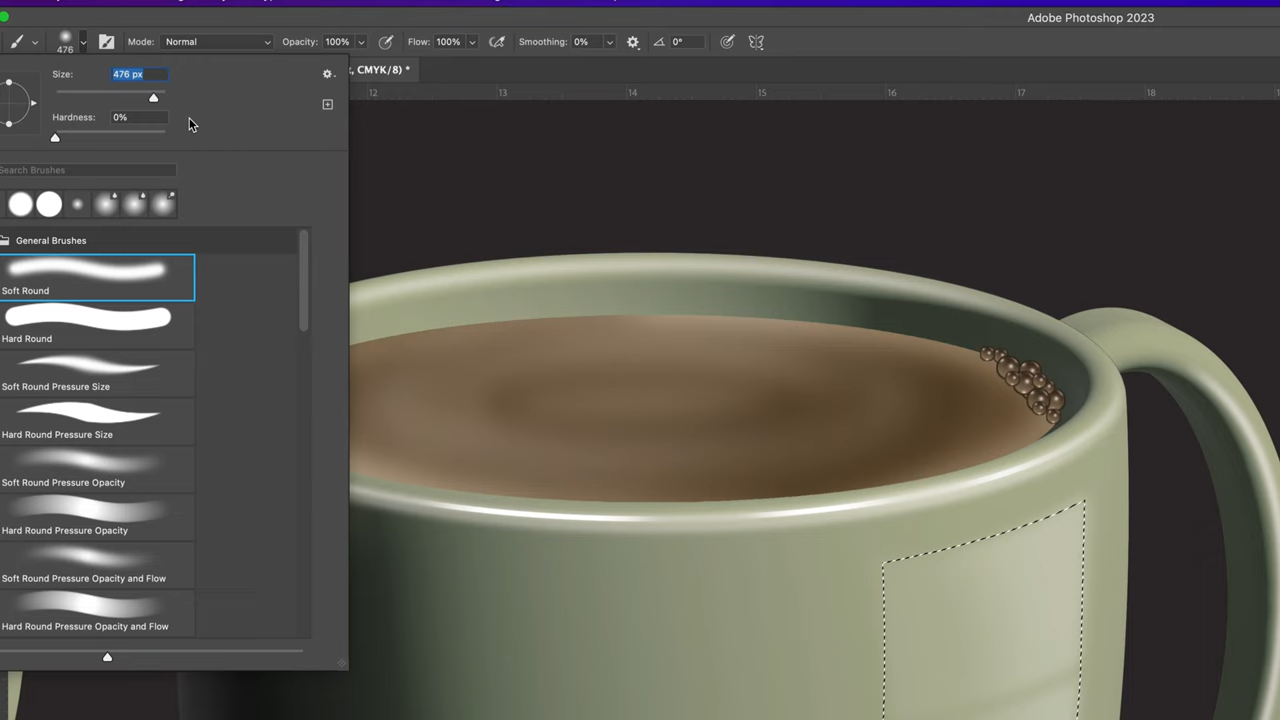 Adobe Photoshop 2023
476 Mode: Normal Opacity: 100% Flow: 100% Smoothing: 0% 0°
, CMYK/8) *
12 13 14 15 16 17 18
Size: 476 px
Hardness: 0%
Search Brushes
General Brushes
Soft Round
Hard Round
Soft Round Pressure Size
Hard Round Pressure Size
Soft Round Pressure Opacity
Hard Round Pressure Opacity
Soft Round Pressure Opacity and Flow
Hard Round Pressure Opacity and Flow